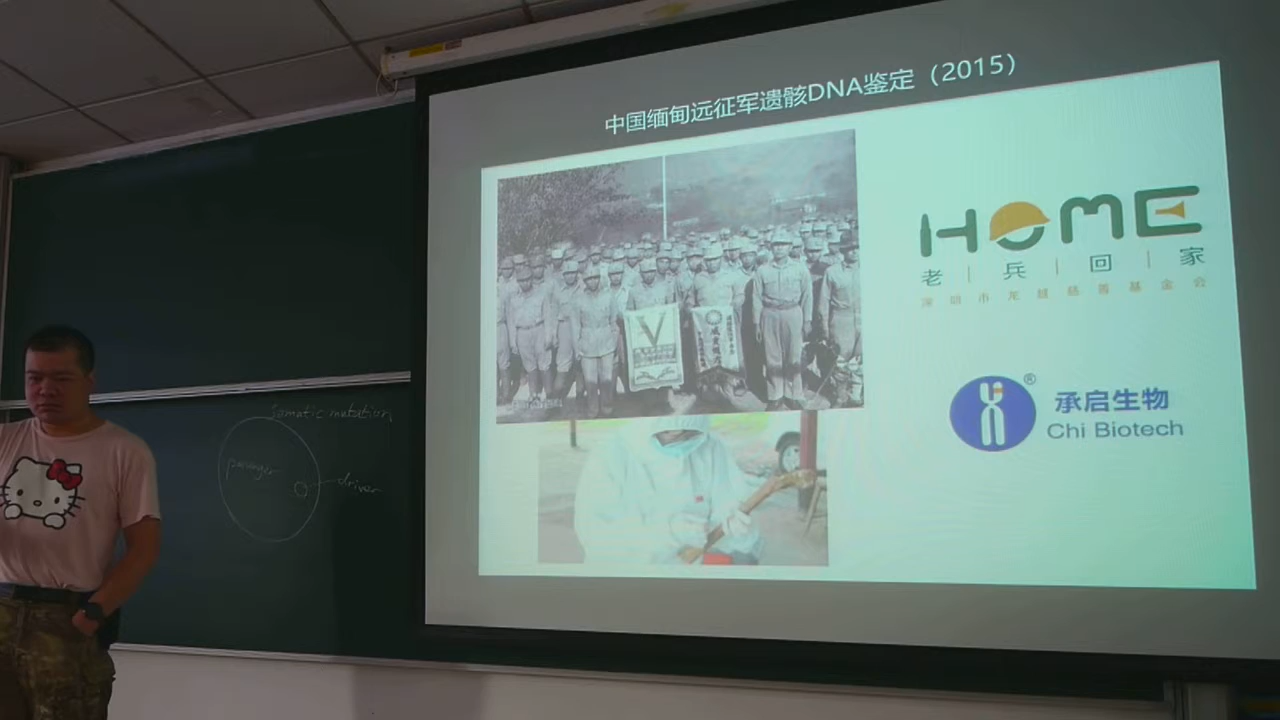 中国缅甸远征军遗骸DNA鉴定（2015）
HOME
老|兵|回|家
深圳市龙越慈善基金会
V
承启生物
®
Chi Biotech
somatic mutation
passenger
driver